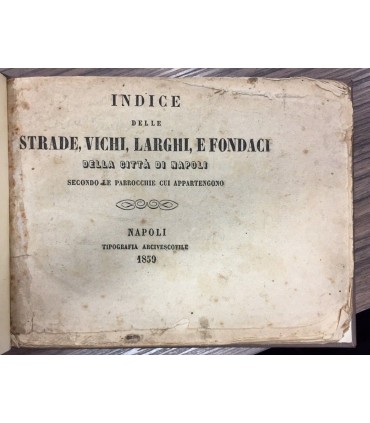 INDICE
DELLE
STRADE, VICHI, LARGHI, E FONDACI
DELLA CITTÀ DI NAPOLI
SECONDO LE PARROCCHIE CUI APPARTENGONO
NAPOLI
TIPOGRAFIA ARCIVESCOVILE
1859